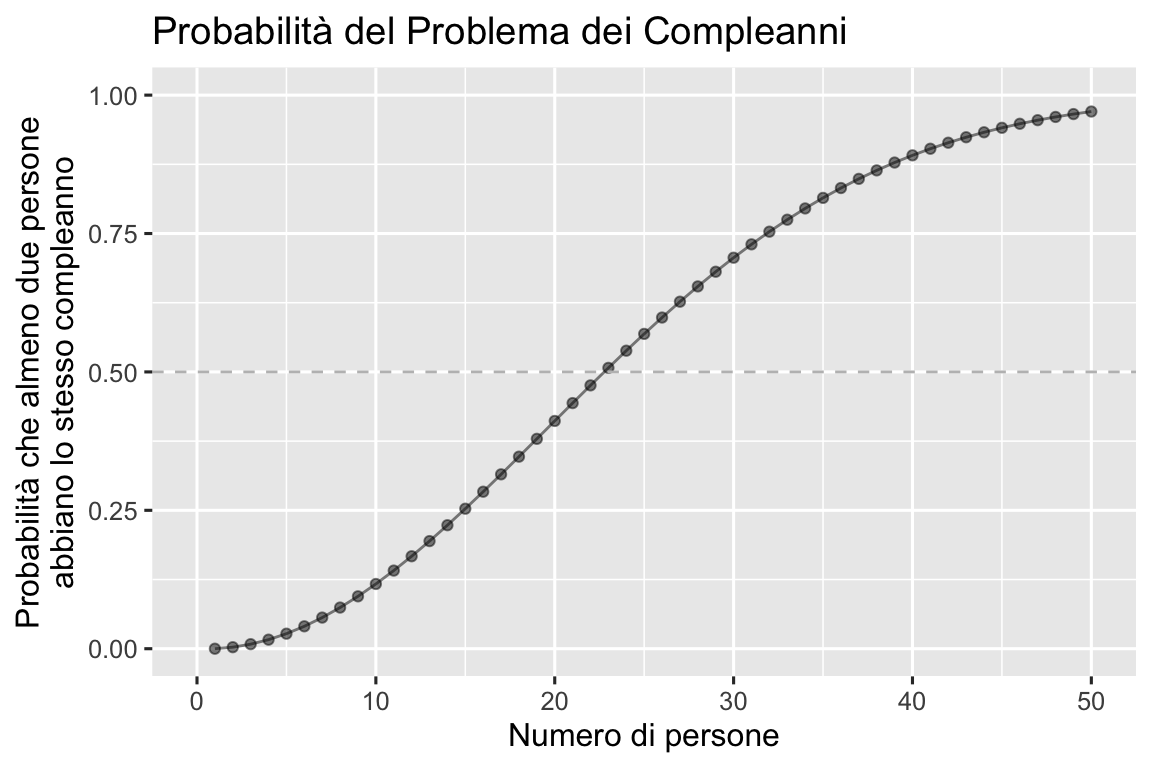 Probabilità del Problema dei Compleanni
Probabilità che almeno due persone
abbiano lo stesso compleanno
1.00
0.75
0.50
0.25
0.00
0
10
20
30
40
50
Numero di persone